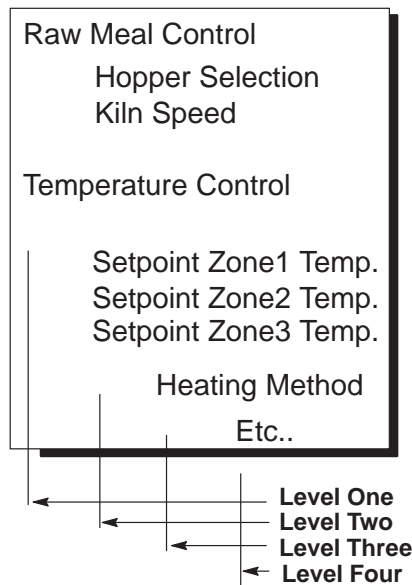 Raw Meal Control
Hopper Selection
Kiln Speed
Temperature Control
Setpoint Zone1 Temp.
Setpoint Zone2 Temp.
Setpoint Zone3 Temp.
Heating Method
Etc..
Level One
Level Two
Level Three
Level Four